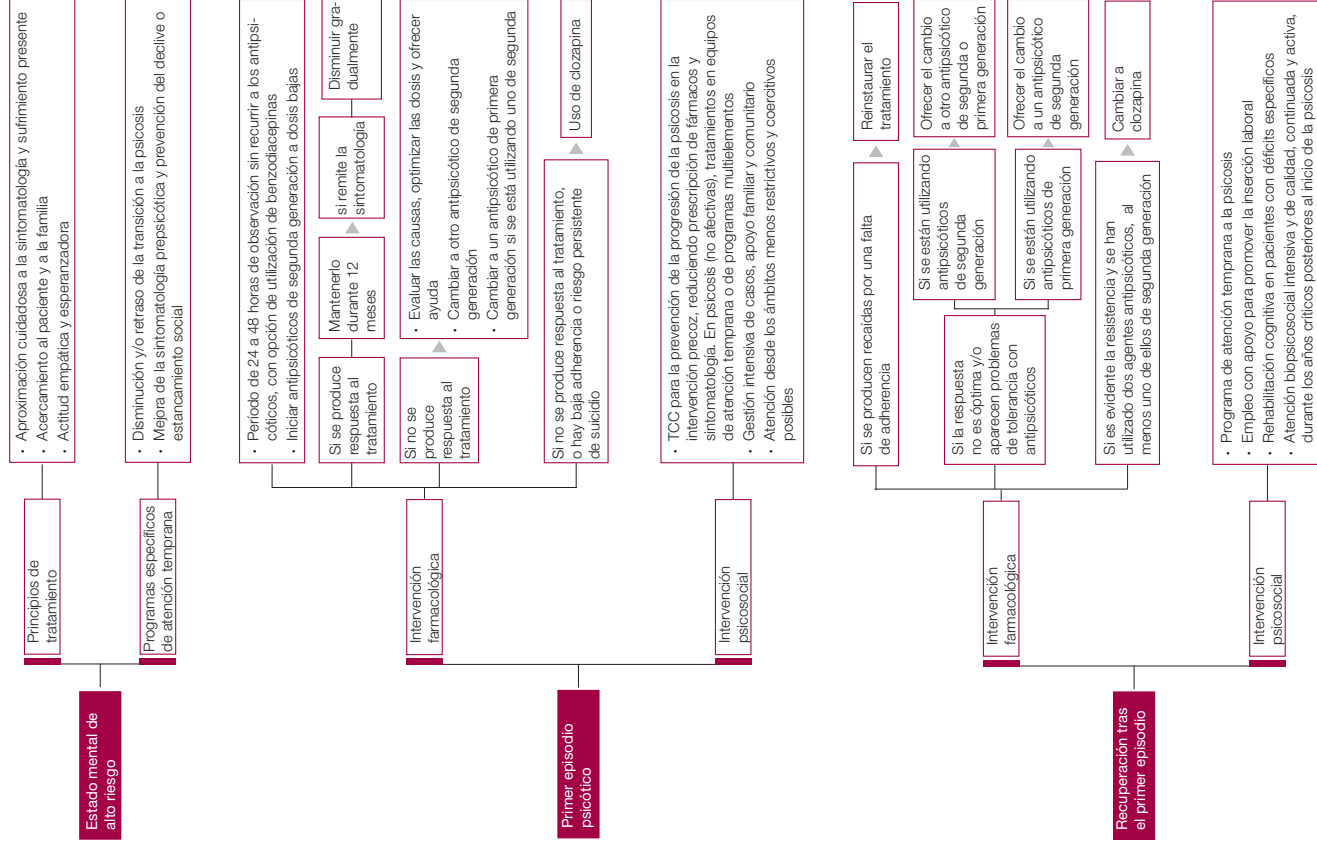 Estado mental de
alto riesgo
Principios de
tratamiento
· Aproximación cuidadosa a la sintomatología y sufrimiento presente
· Acercamiento al paciente y a la familia
· Actitud empática y esperanzadora
Programas específicos
de atención temprana
· Disminución y/o retraso de la transición a la psicosis
· Mejora de la sintomatología prepsicótica y prevención del declive o
estancamiento social
Primer episodio
psicótico
Intervención
farmacológica
· Período de 24 a 48 horas de observación sin recurrir a los antipsi-
cóticos, con opción de utilización de benzodiacepinas
· Iniciar antipsicóticos de segunda generación a dosis bajas
Si se produce
respuesta al
tratamiento
Mantenerlo
durante 12
meses
si remite la
sintomatología
Disminuir gra-
dualmente
Si no se
produce
respuesta al
tratamiento
· Evaluar las causas, optimizar las dosis y ofrecer
ayuda
· Cambiar a otro antipsicótico de segunda
generación
· Cambiar a un antipsicótico de primera
generación si se está utilizando uno de segunda
Si no se produce respuesta al tratamiento,
o hay baja adherencia o riesgo persistente
de suicidio
Uso de clozapina
Intervención
psicosocial
· TCC para la prevención de la progresión de la psicosis en la
intervención precoz, reduciendo prescripción de fármacos y
sintomatología. En psicosis (no afectivas), tratamientos en equipos
de atención temprana o de programas multielementos
· Gestión intensiva de casos, apoyo familiar y comunitario
· Atención desde los ámbitos menos restrictivos y coercitivos
posibles
Recuperación tras
el primer episodio
Intervención
farmacológica
Si se producen recaídas por una falta
de adherencia
Reinstaurar el
tratamiento
Si la respuesta
no es óptima y/o
aparecen problemas
de tolerancia con
antipsicóticos
Si se están utilizando
antipsicóticos
de segunda
generación
Ofrecer el cambio
a otro antipsicótico
de segunda o
primera generación
Si se están utilizando
antipsicóticos de
primera generación
Ofrecer el cambio
a un antipsicótico
de segunda
generación
Si es evidente la resistencia y se han
utilizado dos agentes antipsicóticos, al
menos uno de ellos de segunda generación
Cambiar a
clozapina
Intervención
psicosocial
· Programa de atención temprana a la psicosis
· Empleo con apoyo para promover la inserción laboral
· Rehabilitación cognitiva en pacientes con déficits específicos
· Atención biopsicosocial intensiva y de calidad, continuada y activa,
durante los años críticos posteriores al inicio de la psicosis